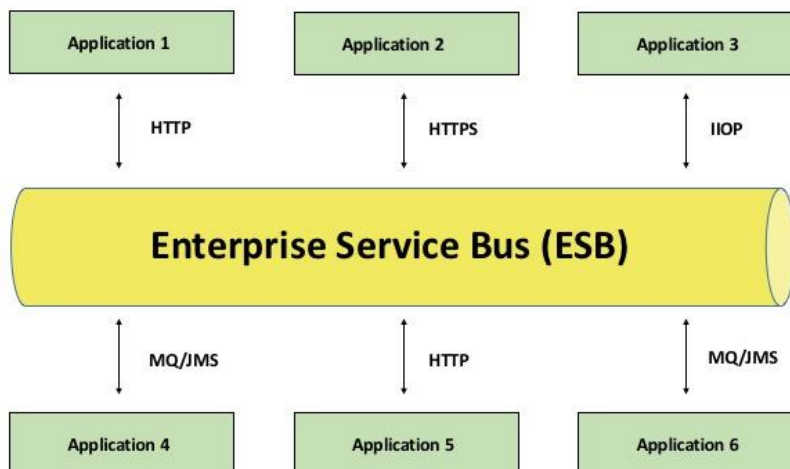 Application 1
Application 2
Application 3
HTTP
HTTPS
IIOP
Enterprise Service Bus (ESB)
MQ/JMS
HTTP
MQ/JMS
Application 4
Application 5
Application 6